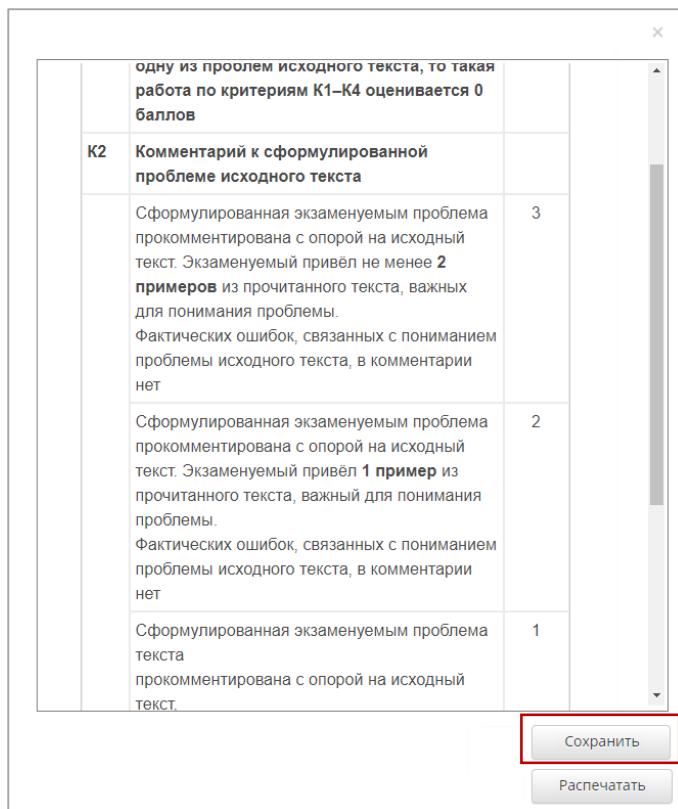 ×
одну из проблем исходного текста, то такая
работа по критериям К1–К4 оценивается 0
баллов
К2 Комментарий к сформулированной
проблеме исходного текста
Сформулированная экзаменуемым проблема 3
прокомментирована с опорой на исходный
текст. Экзаменуемый привёл не менее 2
примеров из прочитанного текста, важных
для понимания проблемы.
Фактических ошибок, связанных с пониманием
проблемы исходного текста, в комментарии
нет
Сформулированная экзаменуемым проблема 2
прокомментирована с опорой на исходный
текст. Экзаменуемый привёл 1 пример из
прочитанного текста, важный для понимания
проблемы.
Фактических ошибок, связанных с пониманием
проблемы исходного текста, в комментарии
нет
Сформулированная экзаменуемым проблема 1
текста
прокомментирована с опорой на исходный
текст,
Сохранить
Распечатать